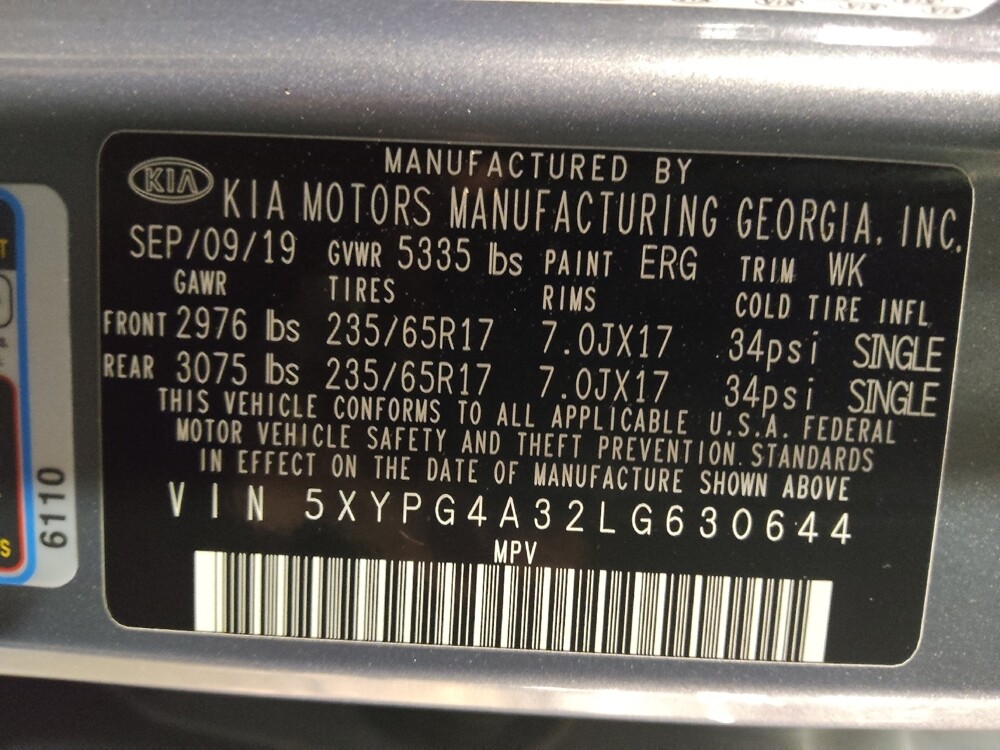 MANUFACTURED BY
KIA KIA MOTORS MANUFACTURING GEORGIA, INC.
SEP/09/19 GVWR 5335 lbs PAINT ERG TRIM WK
GAWR TIRES RIMS COLD TIRE INFL
FRONT 2976 lbs 235/65R17 7.0JX17 34psi SINGLE
REAR 3075 lbs 235/65R17 7.0JX17 34psi SINGLE
THIS VEHICLE CONFORMS TO ALL APPLICABLE U.S.A. FEDERAL
MOTOR VEHICLE SAFETY AND THEFT PREVENTION STANDARDS
IN EFFECT ON THE DATE OF MANUFACTURE SHOWN ABOVE
VIN 5XYPG4A32LG630644
MPV
6110